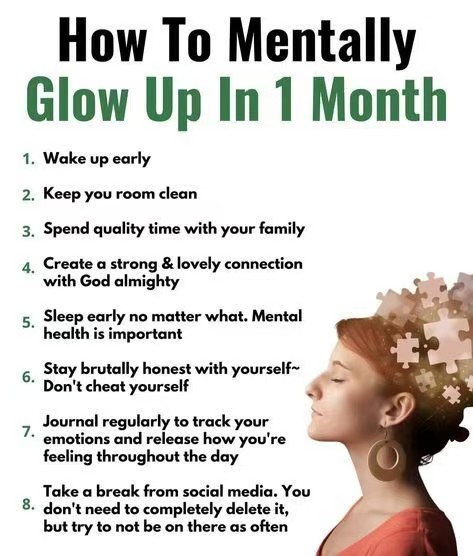 How To Mentally
Glow Up In 1 Month
1. Wake up early
2. Keep you room clean
3. Spend quality time with your family
4. Create a strong & lovely connection
with God almighty
5. Sleep early no matter what. Mental
health is important
6. Stay brutally honest with yourself~
Don't cheat yourself
7. Journal regularly to track your
emotions and release how you're
feeling throughout the day
8. Take a break from social media. You
don't need to completely delete it,
but try to not be on there as often